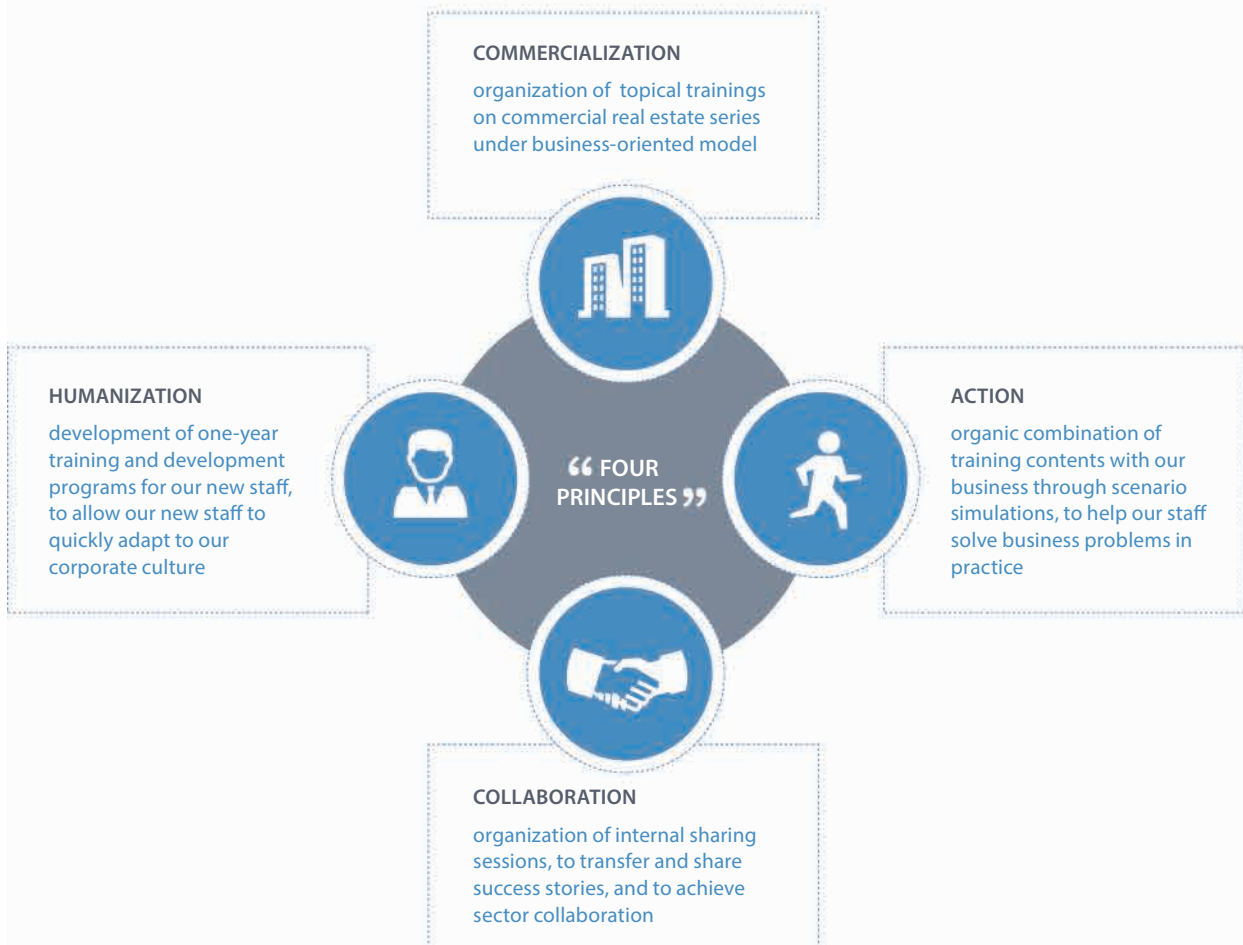 COMMERCIALIZATION
organization of topical trainings
on commercial real estate series
under business-oriented model
HUMANIZATION
development of one-year
training and development
programs for our new staff,
to allow our new staff to
quickly adapt to our
corporate culture
“ FOUR
PRINCIPLES ”
ACTION
organic combination of
training contents with our
business through scenario
simulations, to help our staff
solve business problems in
practice
COLLABORATION
organization of internal sharing
sessions, to transfer and share
success stories, and to achieve
sector collaboration